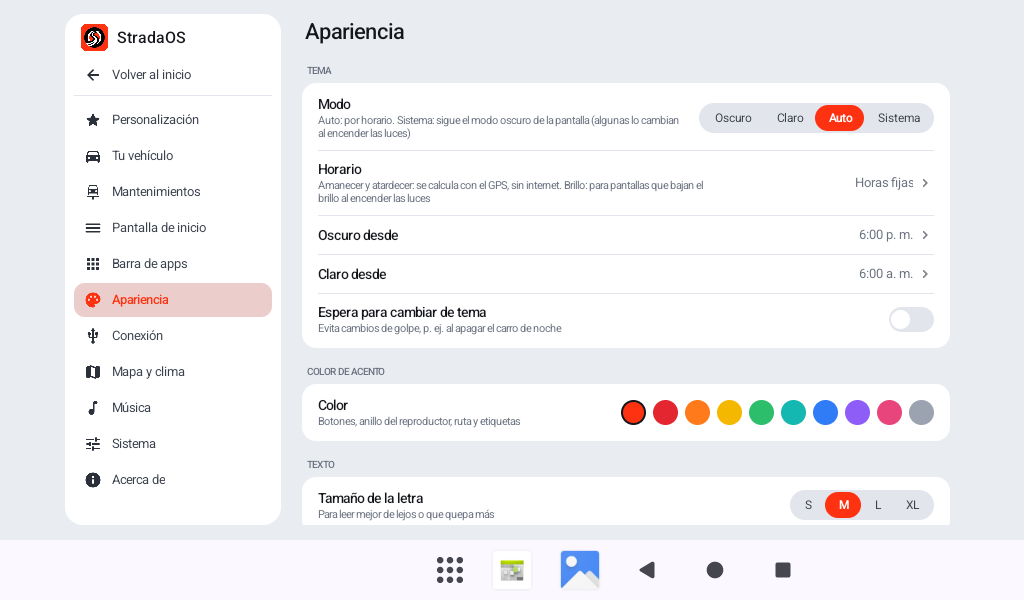 StradaOS
Volver al inicio
Personalización
Tu vehículo
Mantenimientos
Pantalla de inicio
Barra de apps
Apariencia
Conexión
Mapa y clima
Música
Sistema
Acerca de
Apariencia
TEMA
Modo
Auto: por horario. Sistema: sigue el modo oscuro de la pantalla (algunas lo cambian
al encender las luces)
Oscuro Claro Auto Sistema
Horario
Amanecer y atardecer: se calcula con el GPS, sin internet. Brillo: para pantallas que bajan el
brillo al encender las luces
Horas fijas
Oscuro desde
6:00 p. m.
Claro desde
6:00 a. m.
Espera para cambiar de tema
Evita cambios de golpe, p. ej. al apagar el carro de noche
COLOR DE ACENTO
Color
Botones, anillo del reproductor, ruta y etiquetas
TEXTO
Tamaño de la letra
Para leer mejor de lejos o que quepa más
S M L XL